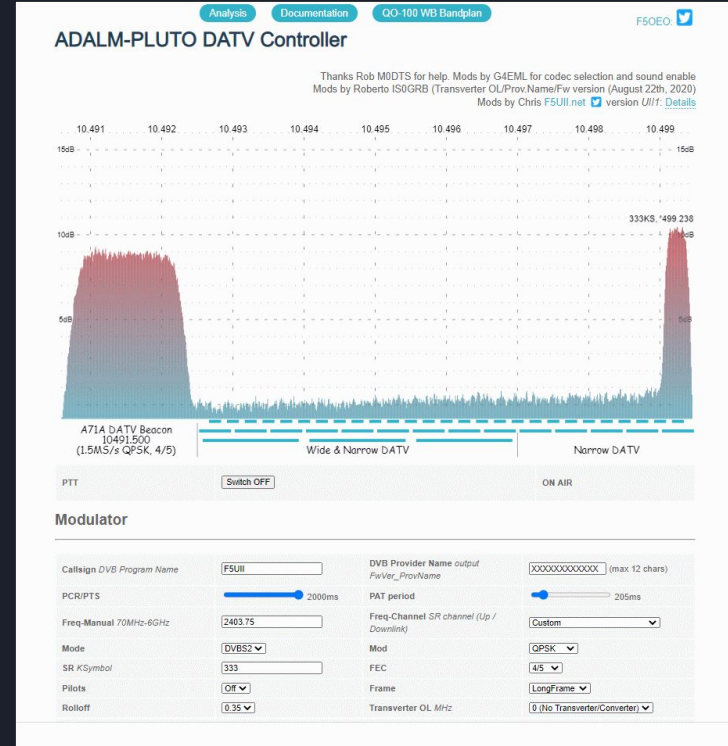 Analysis Documentation QO-100 WB Bandplan
F5OEO:
ADALM-PLUTO DATV Controller
Thanks Rob M0DTS for help. Mods by G4EML for codec selection and sound enable
Mods by Roberto IS0GRB (Transverter OL/Prov.Name/Fw version (August 22th, 2020)
Mods by Chris F5UII.net version UII1: Details
10.491 10.492 10.493 10.494 10.495 10.496 10.497 10.498 10.499
15dB 15dB
333KS, '499.238
10dB 10dB
5dB 5dB
A71A DATV Beacon
10491.500
(1.5MS/s QPSK, 4/5) Wide & Narrow DATV Narrow DATV
PTT Switch OFF ON AIR
Modulator
Callsign DVB Program Name F5UII DVB Provider Name output FwVer_ProvName XXXXXXXXXXXX (max 12 chars)
PCR/PTS 2000ms PAT period 205ms
Freq-Manual 70MHz-6GHz 2403.75 Freq-Channel SR channel (Up / Downlink) Custom
Mode DVBS2 Mod QPSK
SR KSymbol 333 FEC 4/5
Pilots Off Frame LongFrame
Rolloff 0.35 Transverter OL MHz 0 (No Transverter/Converter)